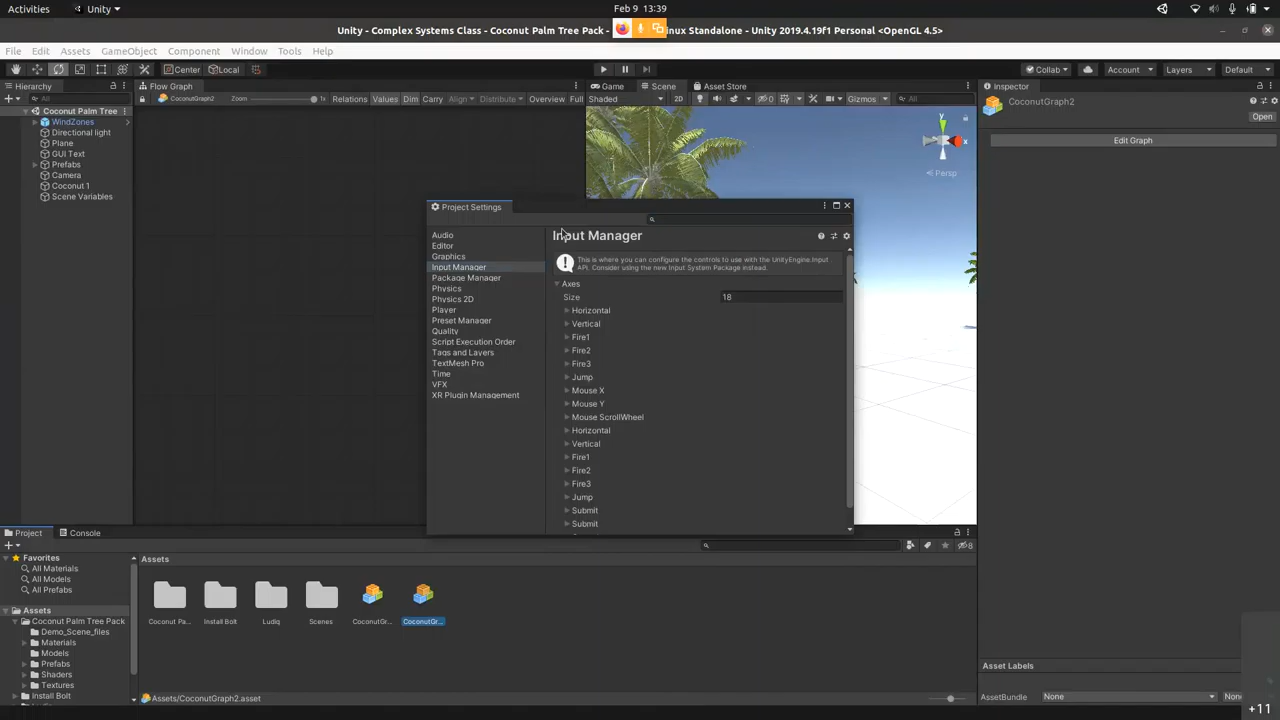 Activities
Unity
Feb 9 13:39
Unity - Complex Systems Class - Coconut Palm Tree Pack - inux Standalone - Unity 2019.4.19f1 Personal <OpenGL 4.5>
File Edit Assets GameObject Component Window Tools Help
Center Local
Collab Account Layers Default
Hierarchy
All
Coconut Palm Tree
WindZones
Directional light
Plane
GUI Text
Prefabs
Camera
Coconut 1
Scene Variables
Flow Graph
CoconutGraph2 Zoom 1x Relations Values Dim Carry Align Distribute Overview Full
Game Scene Asset Store
Shaded 2D 0 Gizmos All
y
x
Persp
Inspector
CoconutGraph2
Open
Edit Graph
Project Settings
Audio
Editor
Graphics
Input Manager
Package Manager
Physics
Physics 2D
Player
Preset Manager
Quality
Script Execution Order
Tags and Layers
TextMesh Pro
Time
VFX
XR Plugin Management
Input Manager
This is where you can configure the controls to use with the UnityEngine.Input
API. Consider using the new Input System Package instead.
Axes
Size 18
Horizontal
Vertical
Fire1
Fire2
Fire3
Jump
Mouse X
Mouse Y
Mouse ScrollWheel
Horizontal
Vertical
Fire1
Fire2
Fire3
Jump
Submit
Submit
Project Console
8
Favorites
All Materials
All Models
All Prefabs
Assets
Coconut Palm Tree Pack
Demo_Scene_files
Materials
Models
Prefabs
Shaders
Textures
Install Bolt
Assets
Coconut Pa...
Install Bolt
Ludiq
Scenes
CoconutGr...
CoconutGr...
Assets/CoconutGraph2.asset
Asset Labels
AssetBundle None
+11